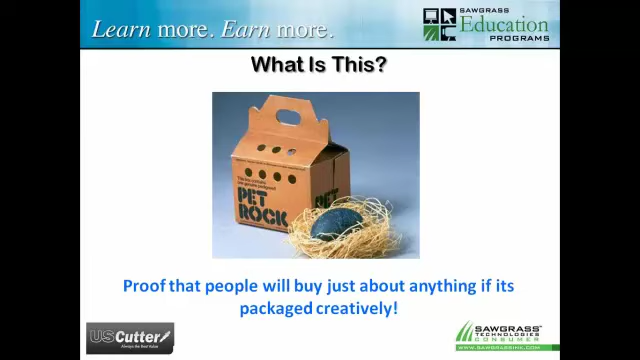 Learn more. Earn more.
SAWGRASS
Education
PROGRAMS
What Is This?
PET
ROCK
PET
Proof that people will buy just about anything if its
packaged creatively!
USCutter
Always the Best Value
SAWGRASS
TECHNOLOGIES
CONSUMER
www.sawgrassink.com